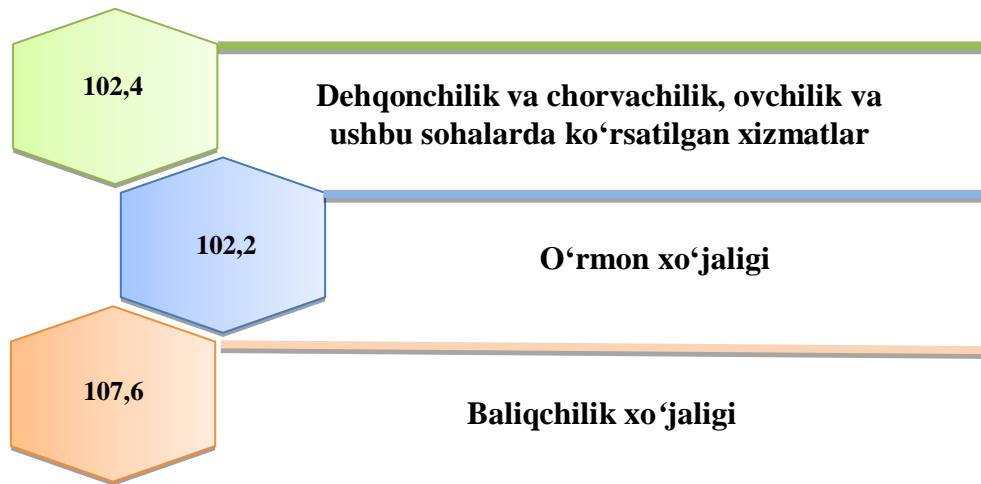 102,4
Dehqonchilik va chorvachilik, ovchilik va
ushbu sohalarda ko‘rsatilgan xizmatlar
102,2
O‘rmon xo‘jaligi
107,6
Baliqchilik xo‘jaligi